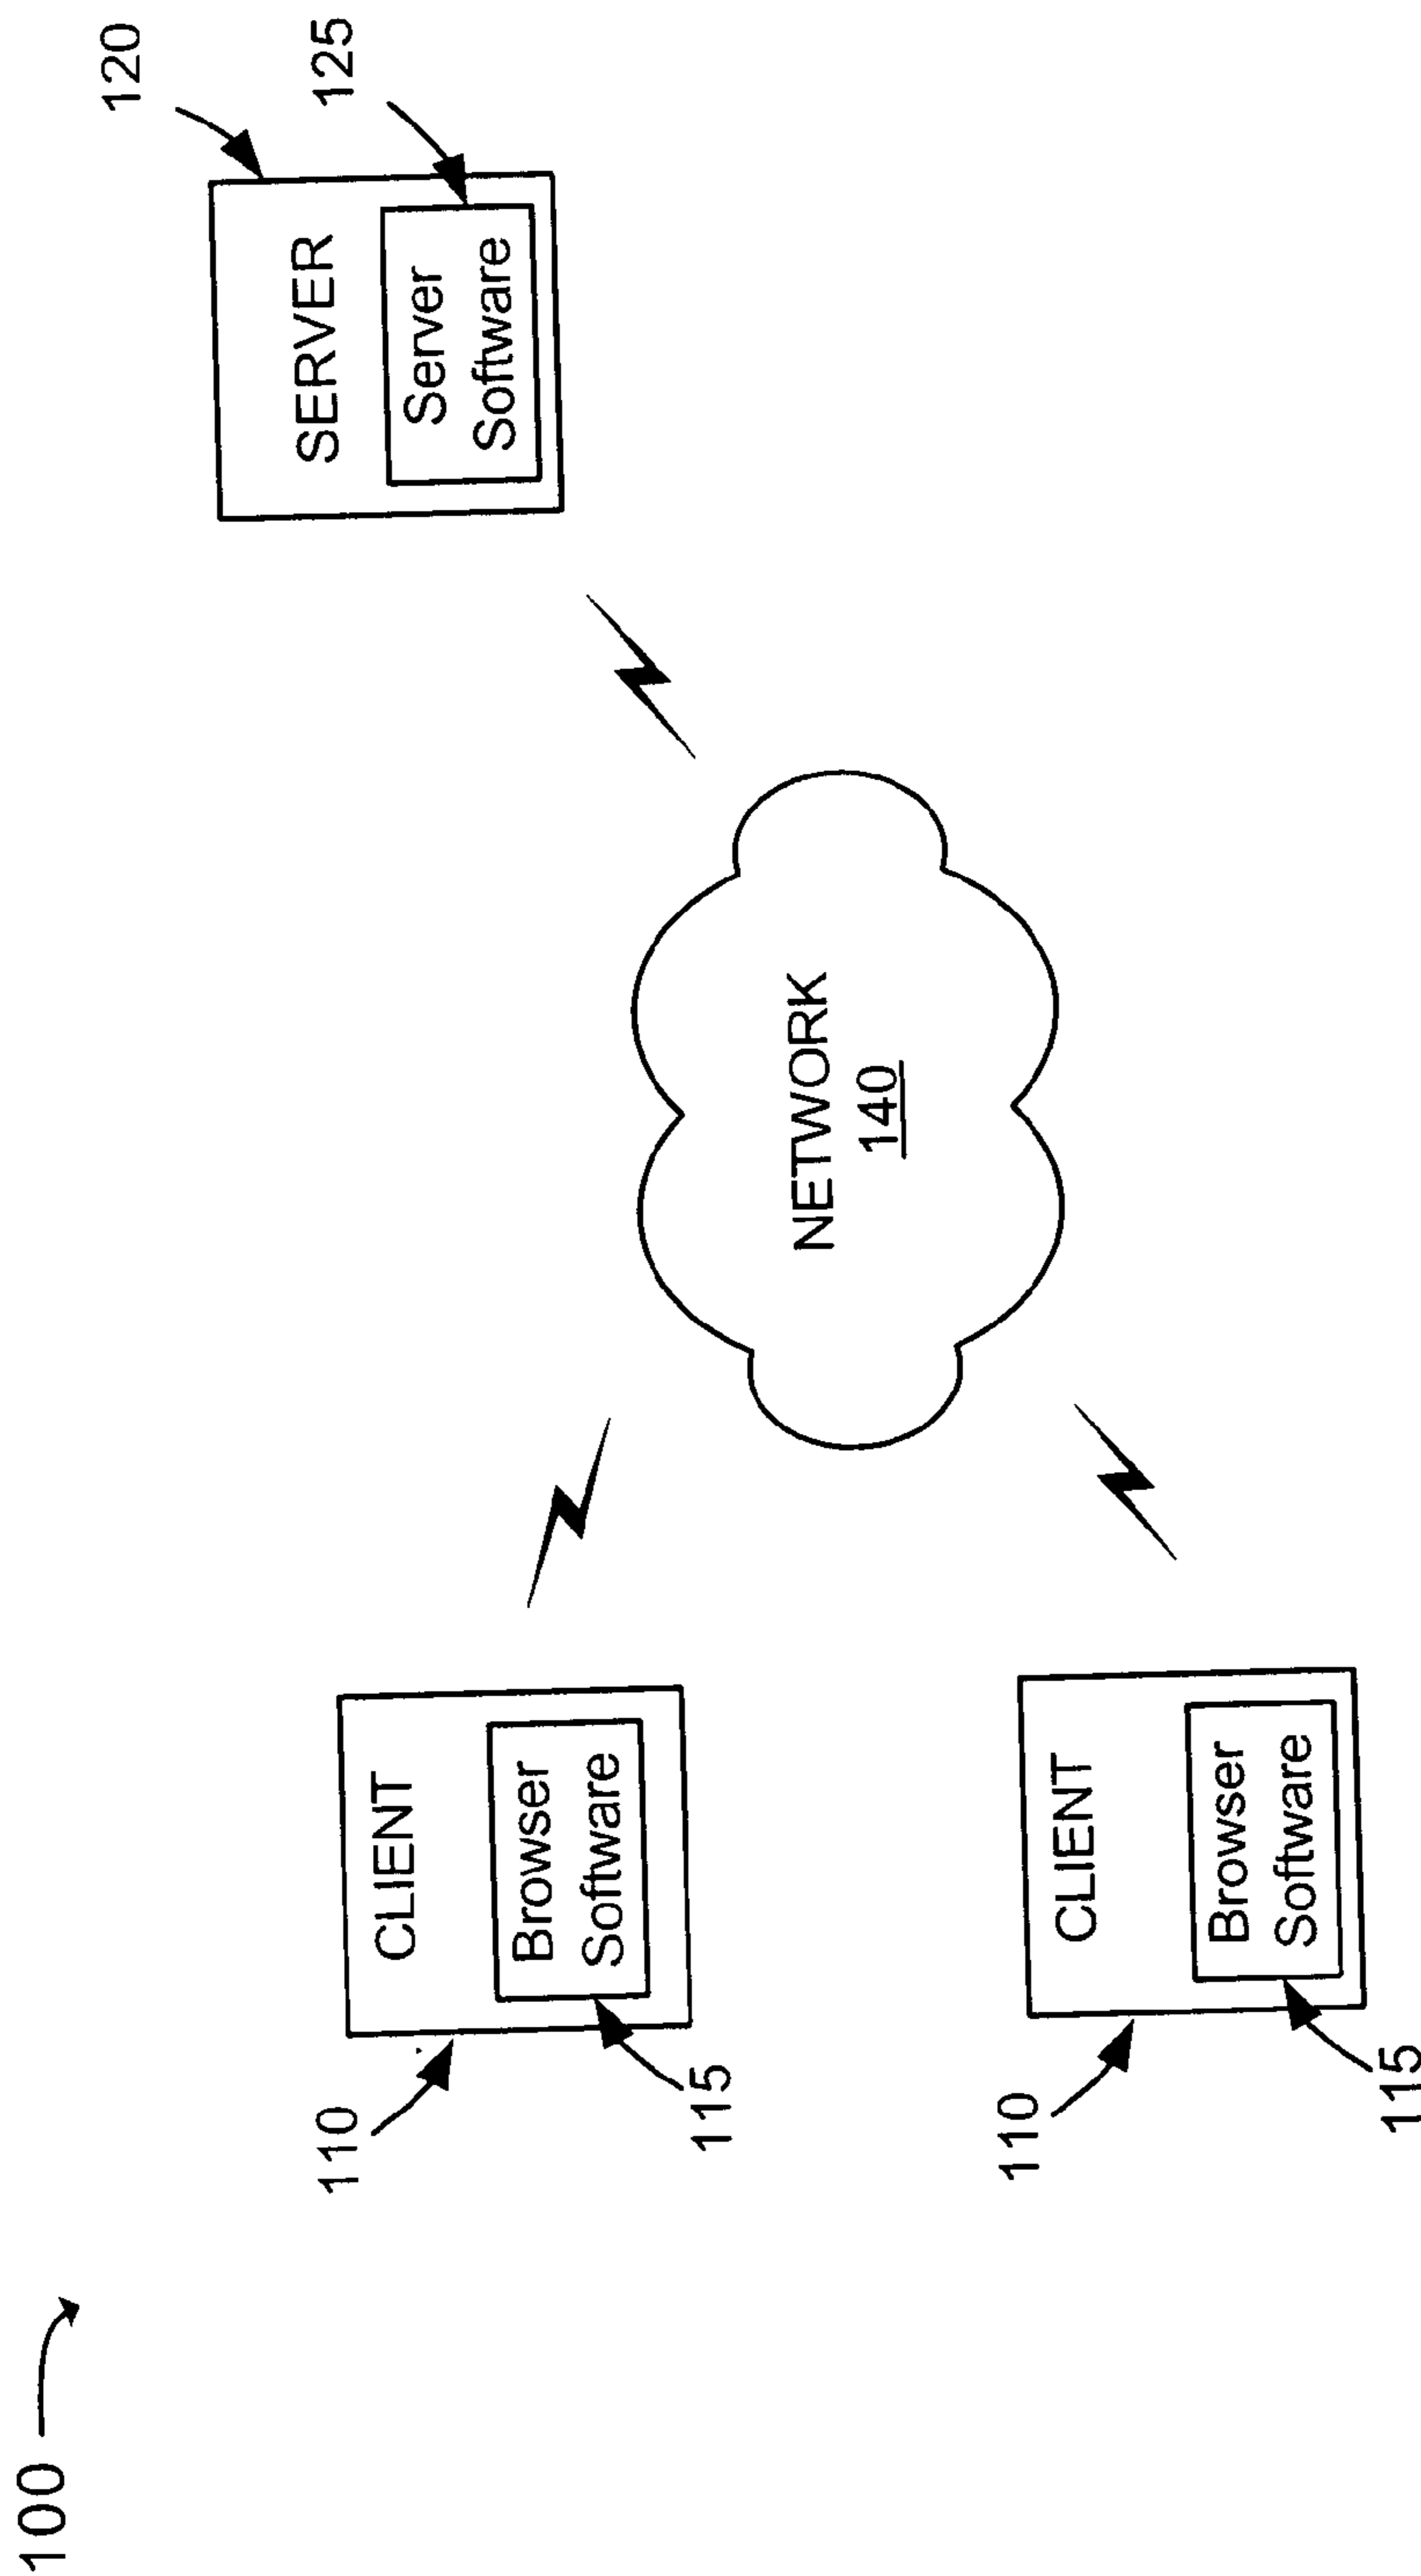 100
110
CLIENT
Browser
Software
115
110
CLIENT
Browser
Software
115
NETWORK
140
120
SERVER
Server
Software
125